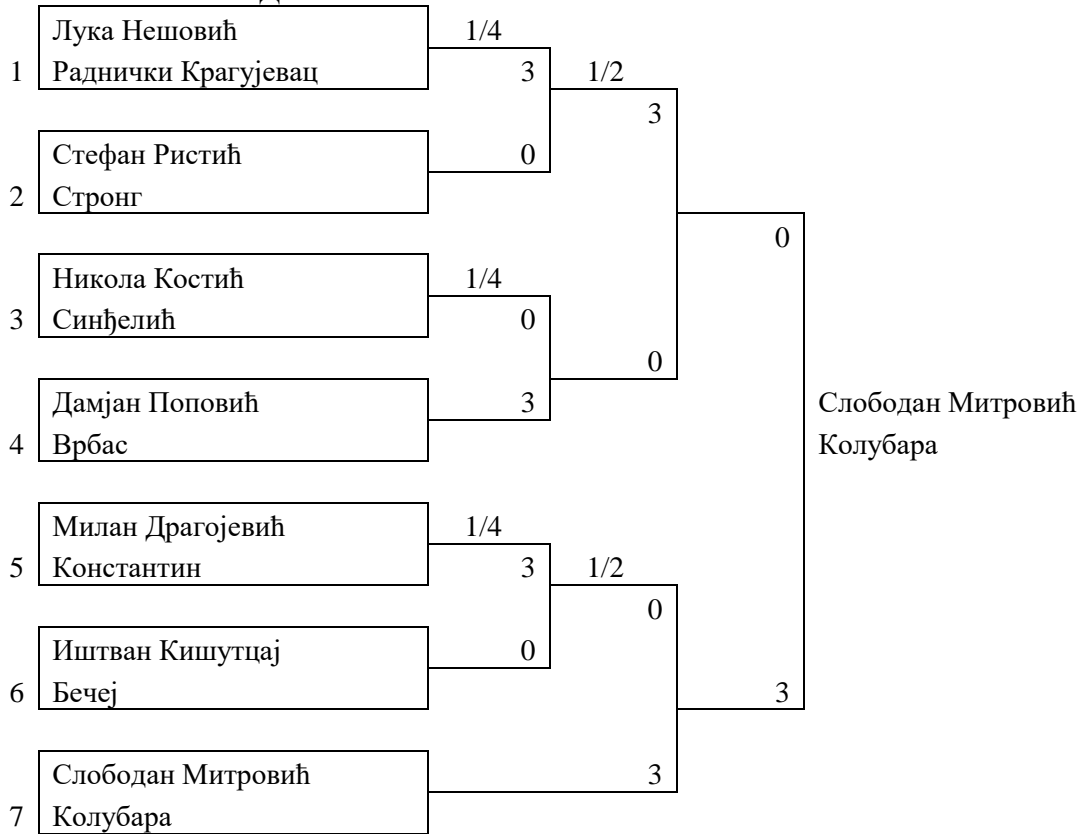 Лука Нешовић
1/4
1
Раднички Крагујевац
3
1/2
3
Стефан Ристић
0
2
Стронг
0
Никола Костић
1/4
3
Синђелић
0
0
Дамјан Поповић
3
Слободан Митровић
4
Врбас
Колубара
Милан Драгојевић
1/4
5
Константин
3
1/2
0
Иштван Кишутцај
0
6
Бечеј
3
Слободан Митровић
3
7
Колубара